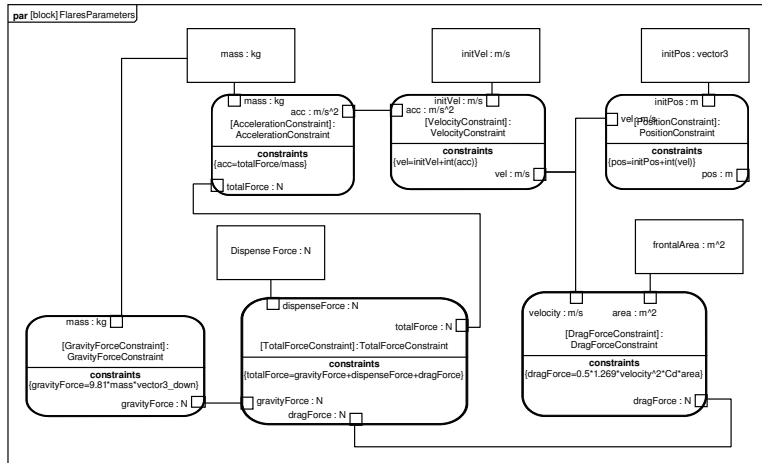 par [block] FlaresParameters
mass : kg
initVel : m/s
initPos : vector3
mass : kg
acc : m/s^2
[AccelerationConstraint] :
AccelerationConstraint
constraints
{acc=totalForce/mass}
totalForce : N
initVel : m/s
acc : m/s^2
[VelocityConstraint] :
VelocityConstraint
constraints
{vel=initVel+int(acc)}
vel : m/s
initPos : m
vel : m/s
[PositionConstraint] :
PositionConstraint
constraints
{pos=initPos+int(vel)}
pos : m
Dispense Force : N
frontalArea : m^2
mass : kg
[GravityForceConstraint] :
GravityForceConstraint
constraints
{gravityForce=9.81*mass*vector3_down}
gravityForce : N
dispenseForce : N
totalForce : N
[TotalForceConstraint] : TotalForceConstraint
constraints
{totalForce=gravityForce+dispenseForce+dragForce}
gravityForce : N
dragForce : N
velocity : m/s
area : m^2
[DragForceConstraint] :
DragForceConstraint
constraints
{dragForce=0.5*1.269*velocity^2*Cd*area}
dragForce : N